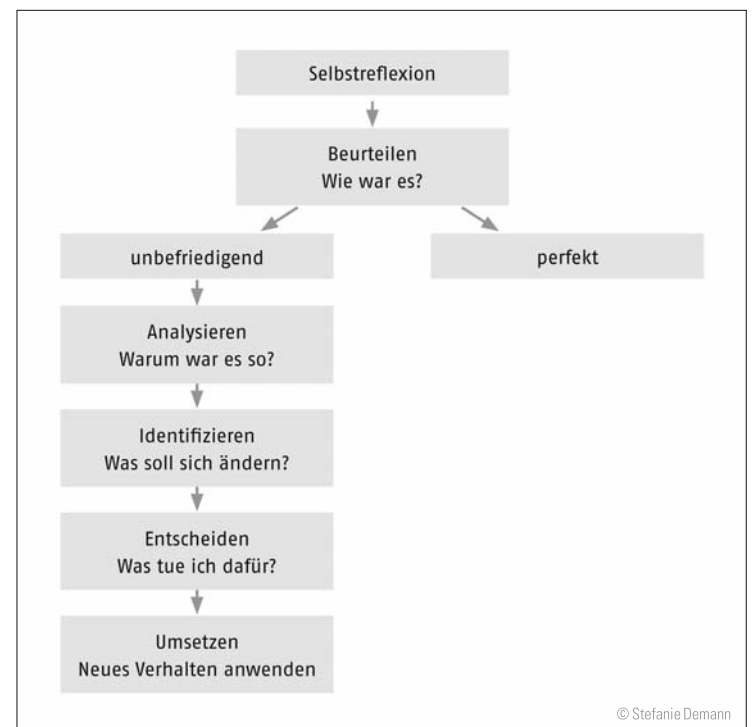 Selbstreflexion
Beurteilen
Wie war es?
unbefriedigend
perfekt
Analysieren
Warum war es so?
Identifizieren
Was soll sich ändern?
Entscheiden
Was tue ich dafür?
Umsetzen
Neues Verhalten anwenden
© Stefanie Demann